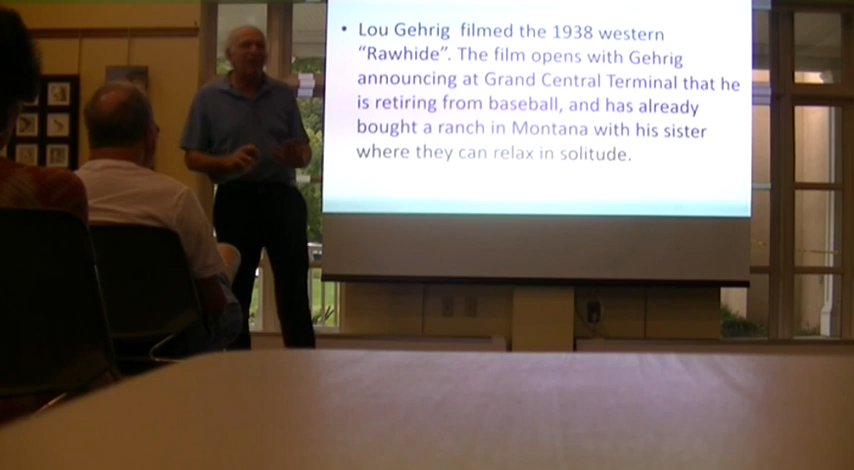 • Lou Gehrig filmed the 1938 western
“Rawhide”. The film opens with Gehrig
announcing at Grand Central Terminal that he
is retiring from baseball, and has already
bought a ranch in Montana with his sister
where they can relax in solitude.